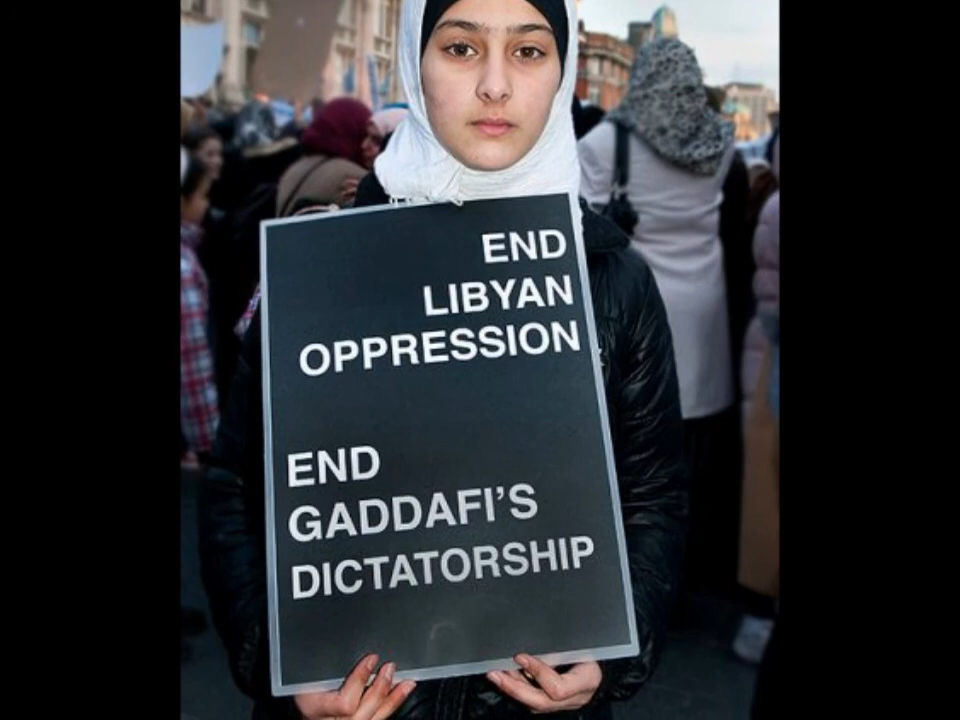 END
LIBYAN
OPPRESSION
END
GADDAFI'S
DICTATORSHIP